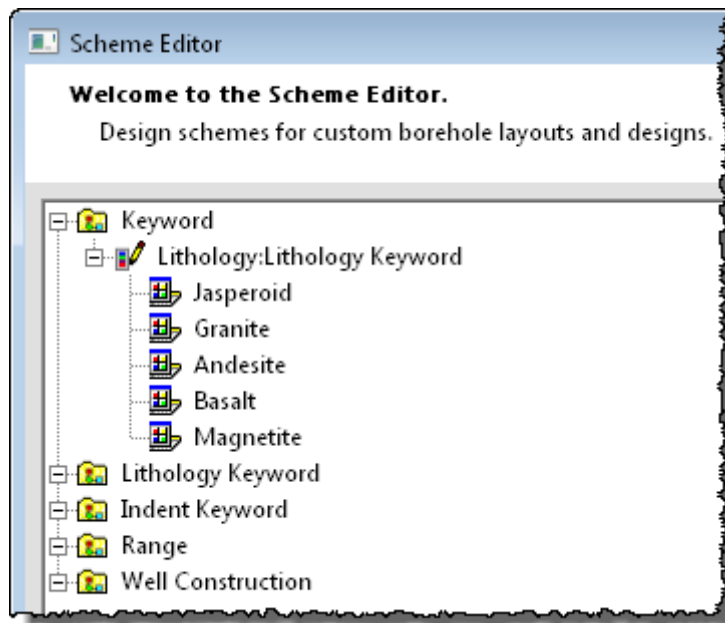 Scheme Editor
Welcome to the Scheme Editor.
Design schemes for custom borehole layouts and designs.
Keyword
Lithology:Lithology Keyword
Jasperoid
Granite
Andesite
Basalt
Magnetite
Lithology Keyword
Indent Keyword
Range
Well Construction